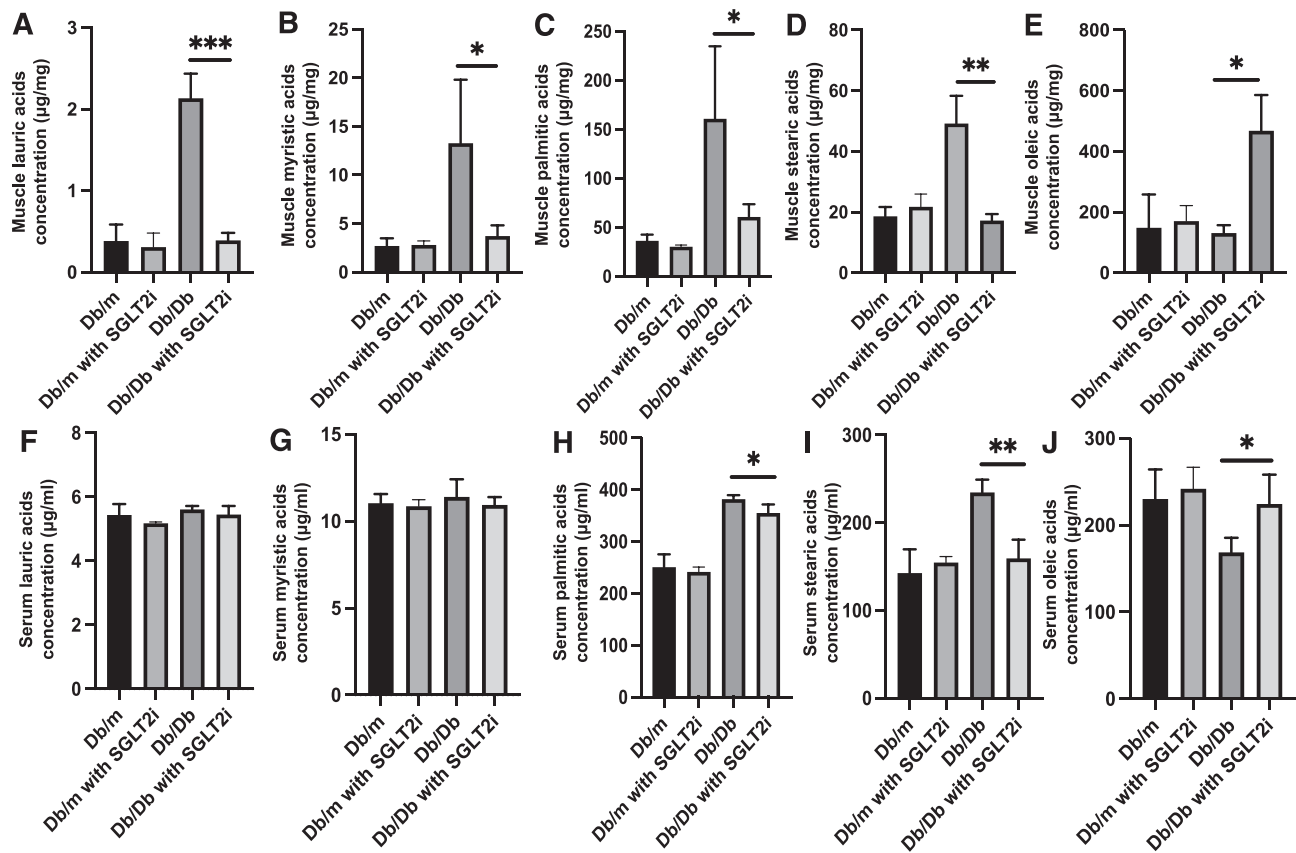 A
Muscle lauric acids
concentration (μg/mg)
3
2
1
0
***
Db/m
Db/m with SGLT2i
Db/Db
Db/Db with SGLT2i
B
Muscle myristic acids
concentration (μg/mg)
25
20
15
10
5
0
*
Db/m
Db/m with SGLT2i
Db/Db
Db/Db with SGLT2i
C
Muscle palmitic acids
concentration (μg/mg)
250
200
150
100
50
0
*
Db/m
Db/m with SGLT2i
Db/Db
Db/Db with SGLT2i
D
Muscle stearic acids
concentration (μg/mg)
80
60
40
20
0
**
Db/m
Db/m with SGLT2i
Db/Db
Db/Db with SGLT2i
E
Muscle oleic acids
concentration (μg/mg)
800
600
400
200
0
*
Db/m
Db/m with SGLT2i
Db/Db
Db/Db with SGLT2i
F
Serum lauric acids
concentration (μg/ml)
8
6
4
2
0
Db/m
Db/m with SGLT2i
Db/Db
Db/Db with SGLT2i
G
Serum myristic acids
concentration (μg/ml)
15
10
5
0
Db/m
Db/m with SGLT2i
Db/Db
Db/Db with SGLT2i
H
Serum palmitic acids
concentration (μg/ml)
500
400
300
200
100
0
*
Db/m
Db/m with SGLT2i
Db/Db
Db/Db with SGLT2i
I
Serum stearic acids
concentration (μg/ml)
300
200
100
0
**
Db/m
Db/m with SGLT2i
Db/Db
Db/Db with SGLT2i
J
Serum oleic acids
concentration (μg/ml)
300
200
100
0
*
Db/m
Db/m with SGLT2i
Db/Db
Db/Db with SGLT2i